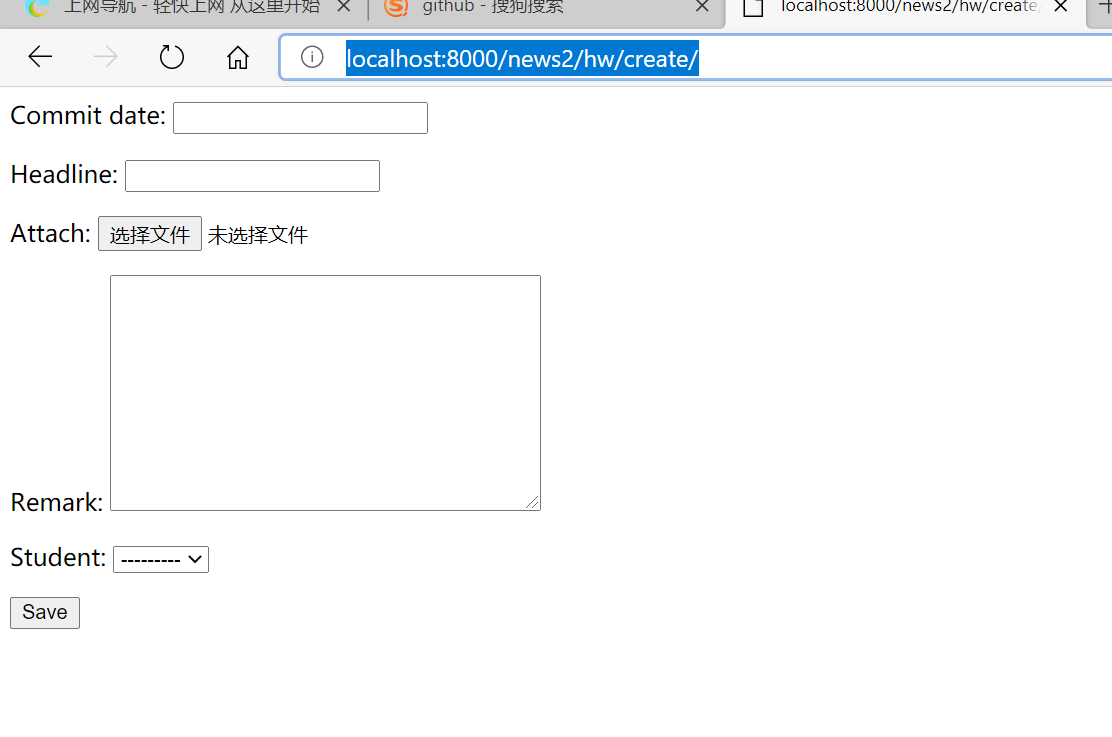 上网导航 - 轻快上网 从这里开始
github - 搜狗搜索
localhost:8000/news2/hw/create/
localhost:8000/news2/hw/create/
Commit date:
Headline:
Attach: 选择文件 未选择文件
Remark:
Student: ---------
Save